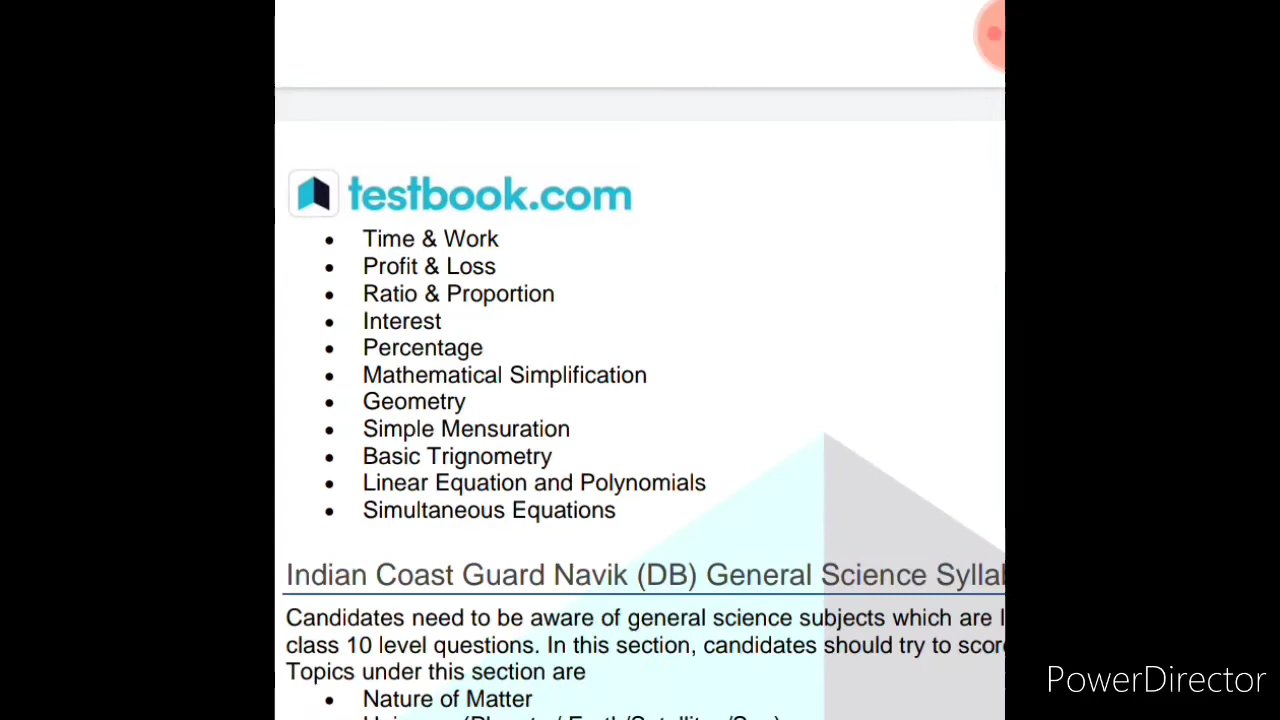 testbook.com
• Time & Work
• Profit & Loss
• Ratio & Proportion
• Interest
• Percentage
• Mathematical Simplification
• Geometry
• Simple Mensuration
• Basic Trignometry
• Linear Equation and Polynomials
• Simultaneous Equations
Indian Coast Guard Navik (DB) General Science
Candidates need to be aware of general science subjects which are
class 10 level questions. In this section, candidates should try to
Topics under this section are
• Nature of Matter
PowerDirector